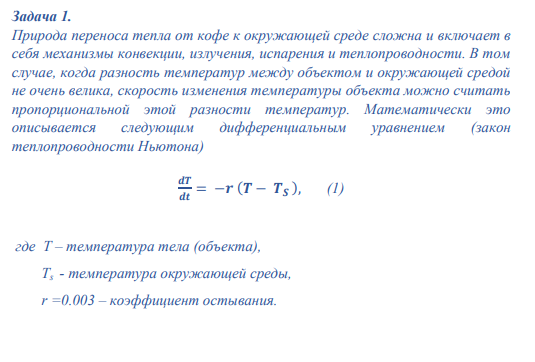 Задача 1.
Природа переноса тепла от кофе к окружающей среде сложна и включает в
себя механизмы конвекции, излучения, испарения и теплопроводности. В том
случае, когда разность температур между объектом и окружающей средой
не очень велика, скорость изменения температуры объекта можно считать
пропорциональной этой разности температур. Математически это
описывается следующим дифференциальным уравнением (закон
теплопроводности Ньютона)
dT/dt = −r (T − T_S), (1)
где T – температура тела (объекта),
T_s - температура окружающей среды,
r =0.003 – коэффициент остывания.